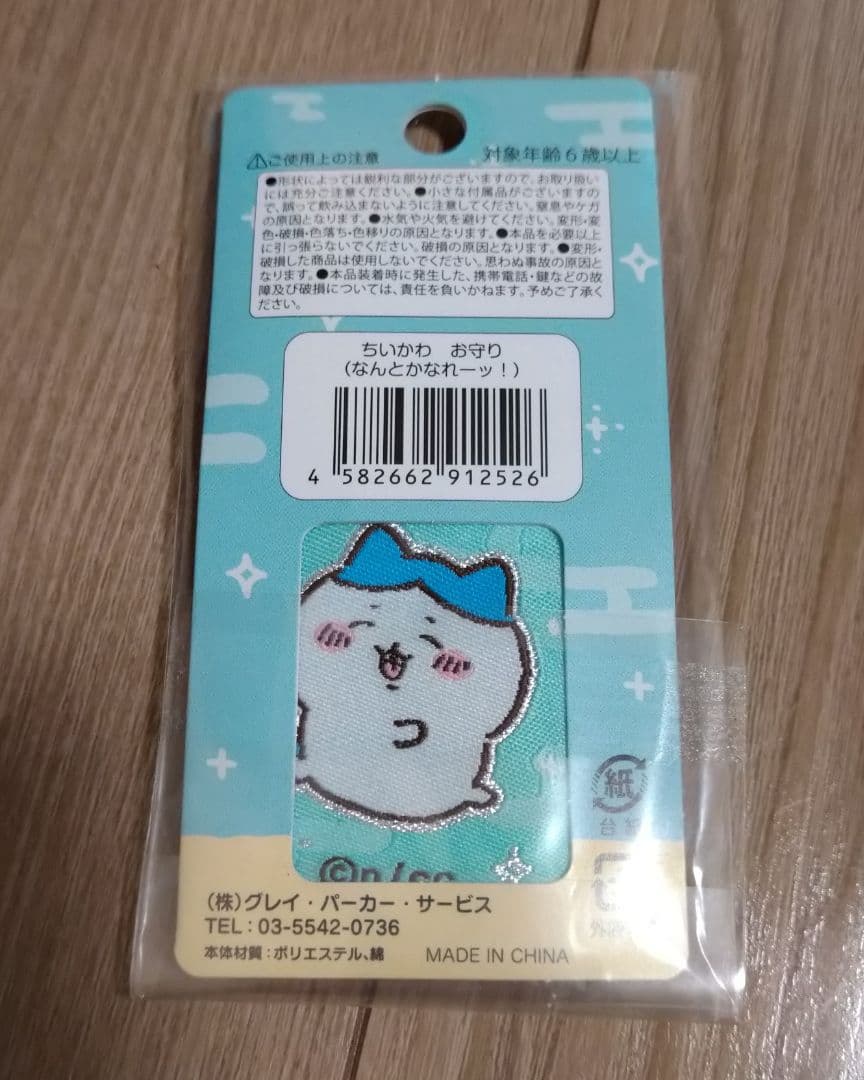 ⚠ご使用上の注意
対象年齢6歳以上
●形状によっては鋭利な部分がございますので、お取り扱い
には充分ご注意ください。●小さな付属品がございますの
で、誤って飲み込まないように注意してください。窒息やケガ
の原因となります。●水気や火気を避けてください。変形・変
色・破損・色落ち・色移りの原因となります。●本品を必要以上
に引っ張らないでください。破損の原因となります。●変形・
破損した商品は使用しないでください。思わぬ事故の原因と
なります。●本品装着時に発生した、携帯電話・鍵などの故
障及び破損については、責任を負いかねます。予めご了承く
ださい。
ちいかわ お守り
(なんとかなれーッ!)
4 582662 912526
つ
紙
台紙
©n/
外
(株)グレイ・パーカー・サービス
TEL:03-5542-0736
本体材質:ポリエステル、綿
MADE IN CHINA